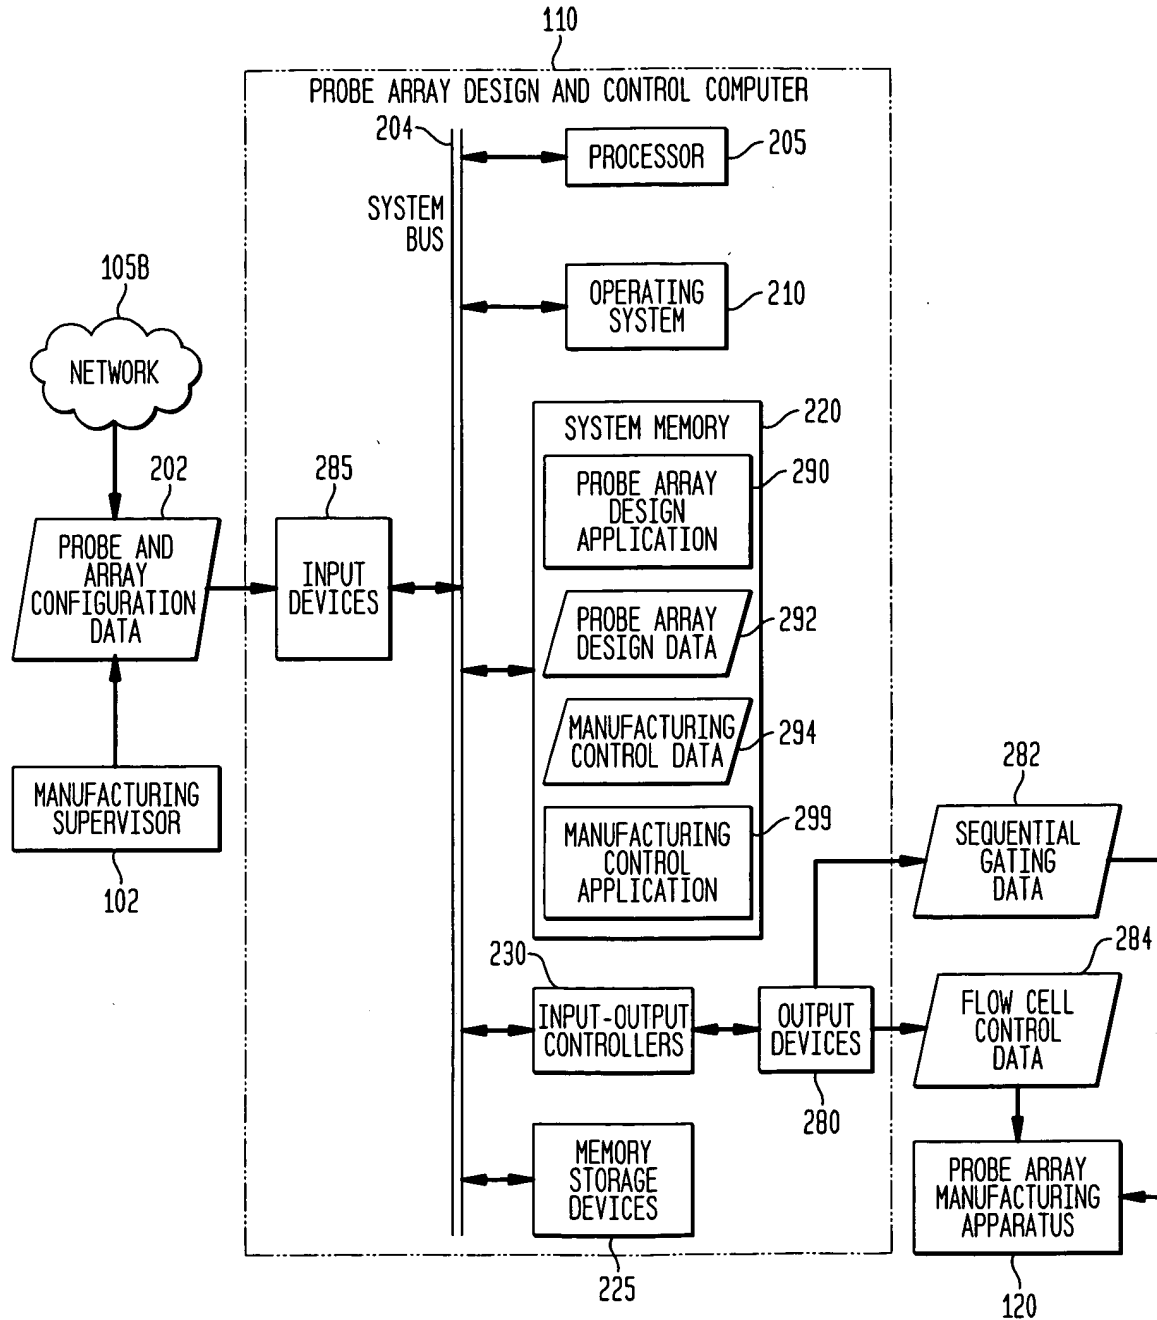 110
PROBE ARRAY DESIGN AND CONTROL COMPUTER
204
SYSTEM
BUS
PROCESSOR
205
OPERATING
SYSTEM
210
105B
NETWORK
202
PROBE AND
ARRAY
CONFIGURATION
DATA
MANUFACTURING
SUPERVISOR
102
285
INPUT
DEVICES
SYSTEM MEMORY
220
PROBE ARRAY
DESIGN
APPLICATION
290
PROBE ARRAY
DESIGN DATA
292
MANUFACTURING
CONTROL DATA
294
MANUFACTURING
CONTROL
APPLICATION
299
230
INPUT-OUTPUT
CONTROLLERS
OUTPUT
DEVICES
280
MEMORY
STORAGE
DEVICES
225
282
SEQUENTIAL
GATING
DATA
284
FLOW CELL
CONTROL
DATA
PROBE ARRAY
MANUFACTURING
APPARATUS
120